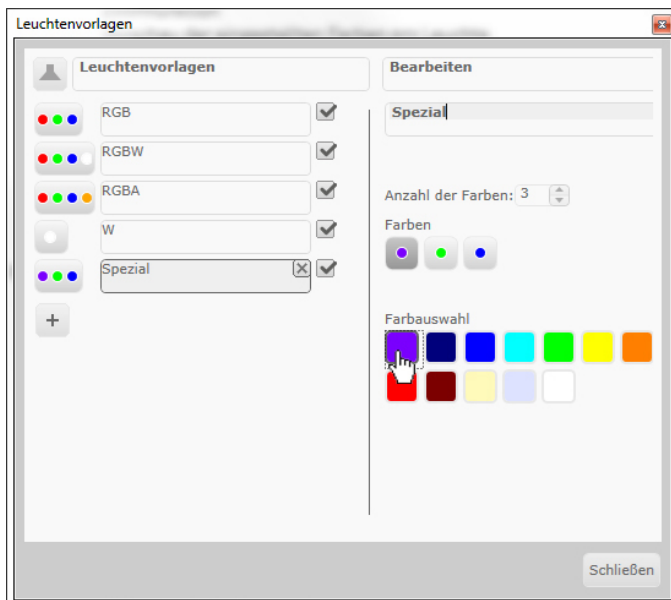 Leuchtenvorlagen
Leuchtenvorlagen
RGB
RGBW
RGBA
W
Spezial
+
Bearbeiten
Spezial
Anzahl der Farben: 3
Farben
Farbauswahl
Schließen